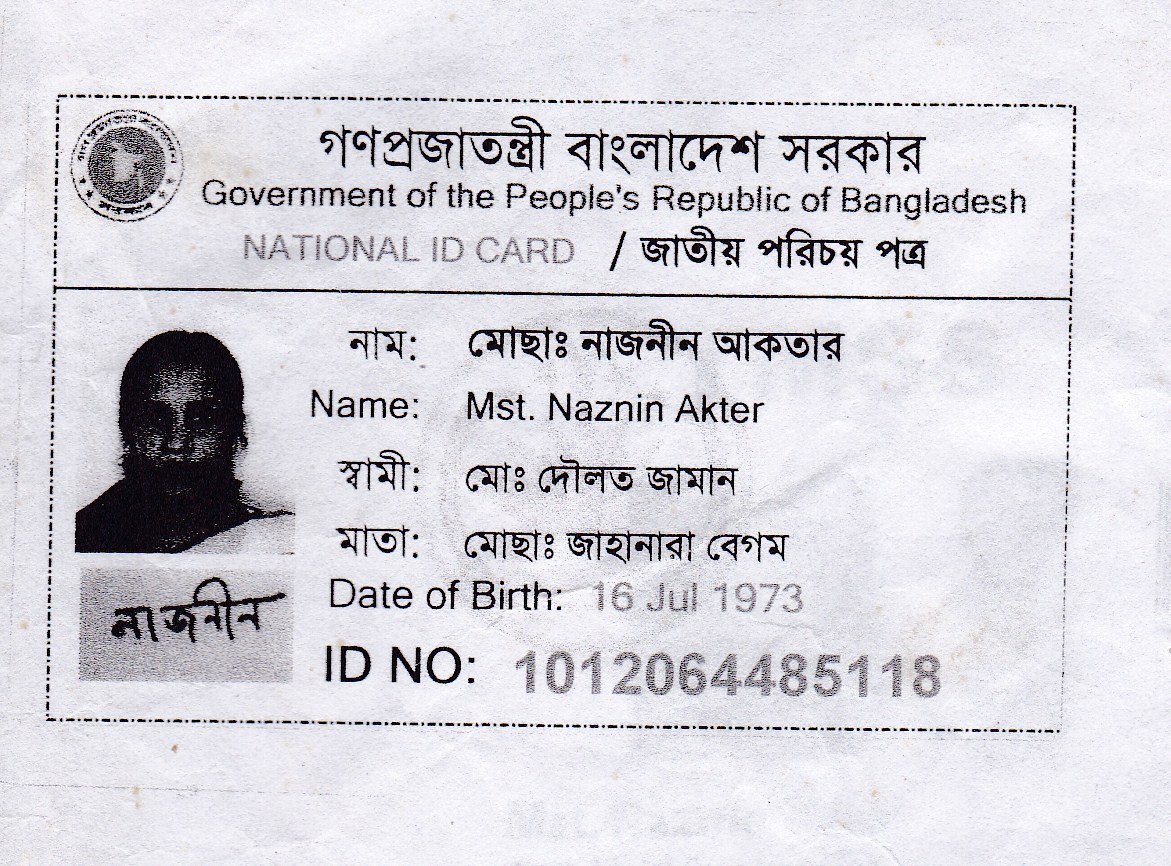 গণপ্রজাতন্ত্রী বাংলাদেশ সরকার
Government of the People's Republic of Bangladesh
NATIONAL ID CARD / জাতীয় পরিচয় পত্র
নাম: মোছাঃ নাজনীন আকতার
Name: Mst. Naznin Akter
স্বামী: মোঃ দৌলত জামান
মাতা: মোছাঃ জাহানারা বেগম
Date of Birth: 16 Jul 1973
নাজনীন
ID NO: 1012064485118